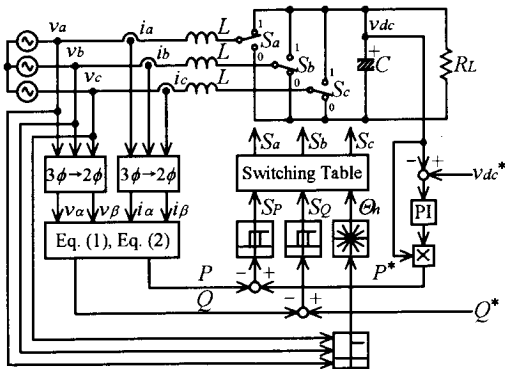 va ia L Sa 1 0 vdc
vb ib L Sb 1 0 + C RL
vc ic L Sc 1 0
Sa Sb Sc
3ϕ→2ϕ 3ϕ→2ϕ Switching Table − + vdc*
vα vβ iα iβ SP SQ Θn PI
Eq. (1), Eq. (2) ×
P − + P*
Q − + Q*